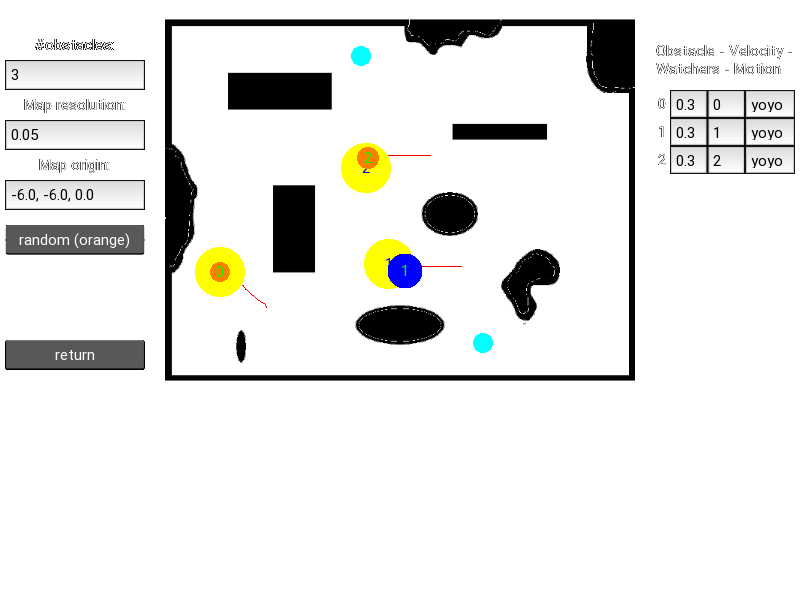 #obstacles:
3
Map resolution:
0.05
Map origin:
-6.0, -6.0, 0.0
random (orange)
return
2
2
0
1
1
Obstacle - Velocity -
Watchers - Motion
0 0.3 0 yoyo
1 0.3 1 yoyo
2 0.3 2 yoyo